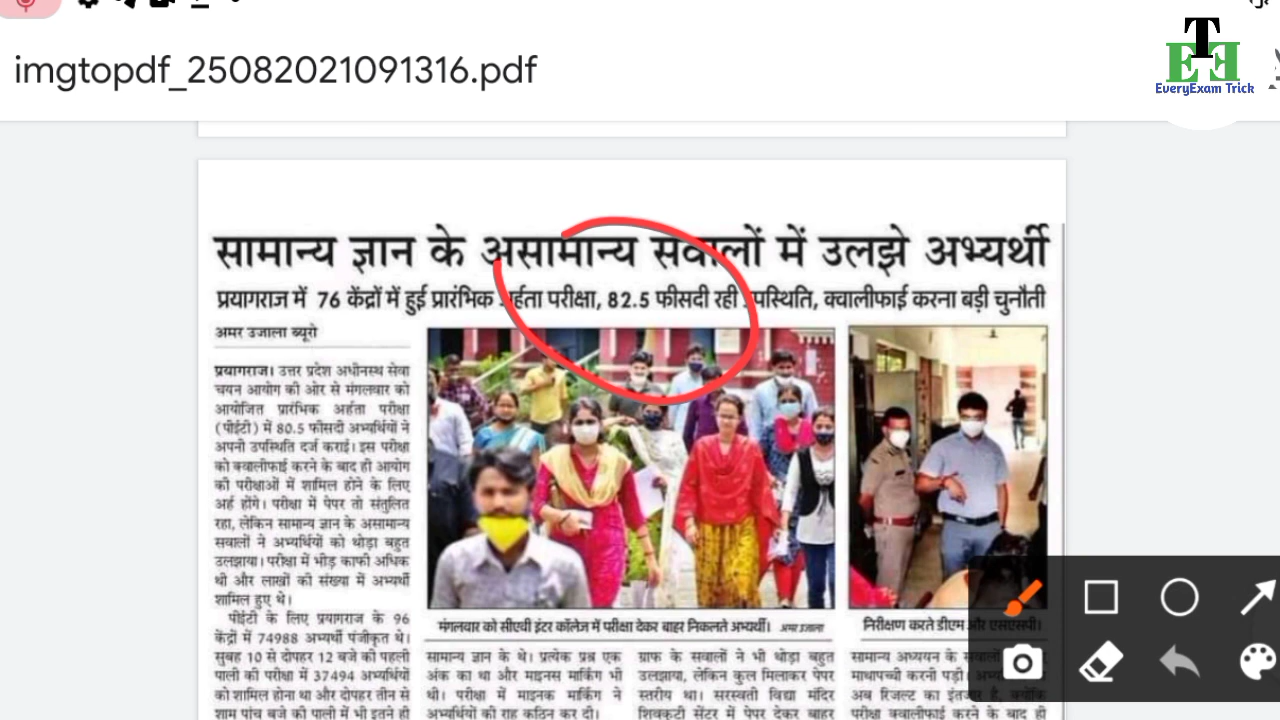 imgtopdf_25082021091316.pdf
TEE
EveryExam Trick
सामान्य ज्ञान के असामान्य सवालों में उलझे अभ्यर्थी
प्रयागराज में 76 केंद्रों में हुई प्रारंभिक अर्हता परीक्षा, 82.5 फीसदी रही उपस्थिति, क्वालीफाई करना बड़ी चुनौती
अमर उजाला ब्यूरो
प्रयागराज। उत्तर प्रदेश अधीनस्थ सेवा
चयन आयोग की ओर से मंगलवार को
आयोजित प्रारंभिक अर्हता परीक्षा
(पीईटी) में 80.5 फीसदी अभ्यर्थियों ने
अपनी उपस्थिति दर्ज कराई। इस परीक्षा
को क्वालीफाई करने के बाद ही आयोग
की परीक्षाओं में शामिल होने के लिए
अर्ह होंगे। परीक्षा में पेपर तो संतुलित
रहा, लेकिन सामान्य ज्ञान के असामान्य
सवालों ने अभ्यर्थियों को थोड़ा बहुत
उलझाया। परीक्षा में भीड़ काफी अधिक
थी और लाखों की संख्या में अभ्यर्थी
शामिल हुए थे।
पीईटी के लिए प्रयागराज के 96
केंद्रों में 74988 अभ्यर्थी पंजीकृत थे।
सुबह 10 से दोपहर 12 बजे की पहली
पाली की परीक्षा में 37494 अभ्यर्थियों
को शामिल होना था और दोपहर तीन से
शाम पांच बजे की पाली में भी इतने ही
मंगलवार को सीएवी इंटर कॉलेज में परीक्षा देकर बाहर निकलते अभ्यर्थी। अमर उजाला
सामान्य ज्ञान के थे। प्रत्येक प्रश्न एक
अंक का था और माइनस मार्किंग भी
थी। परीक्षा में माइनक मार्किंग ने
अभ्यर्थियों की राह कठिन कर दी।
ग्राफ के सवालों ने भी थोड़ा बहुत
उलझाया, लेकिन कुल मिलाकर पेपर
स्तरीय था। सरस्वती विद्या मंदिर
शिवकुटी सेंटर में पेपर देकर बाहर
निरीक्षण करते डीएम और एसएसपी।
सामान्य अध्ययन के सवालों
माथापच्ची करनी पड़ी।
अब रिजल्ट का इंतजार है, क्योंकि
परीक्षा क्वालीफाई करने के बाद ही